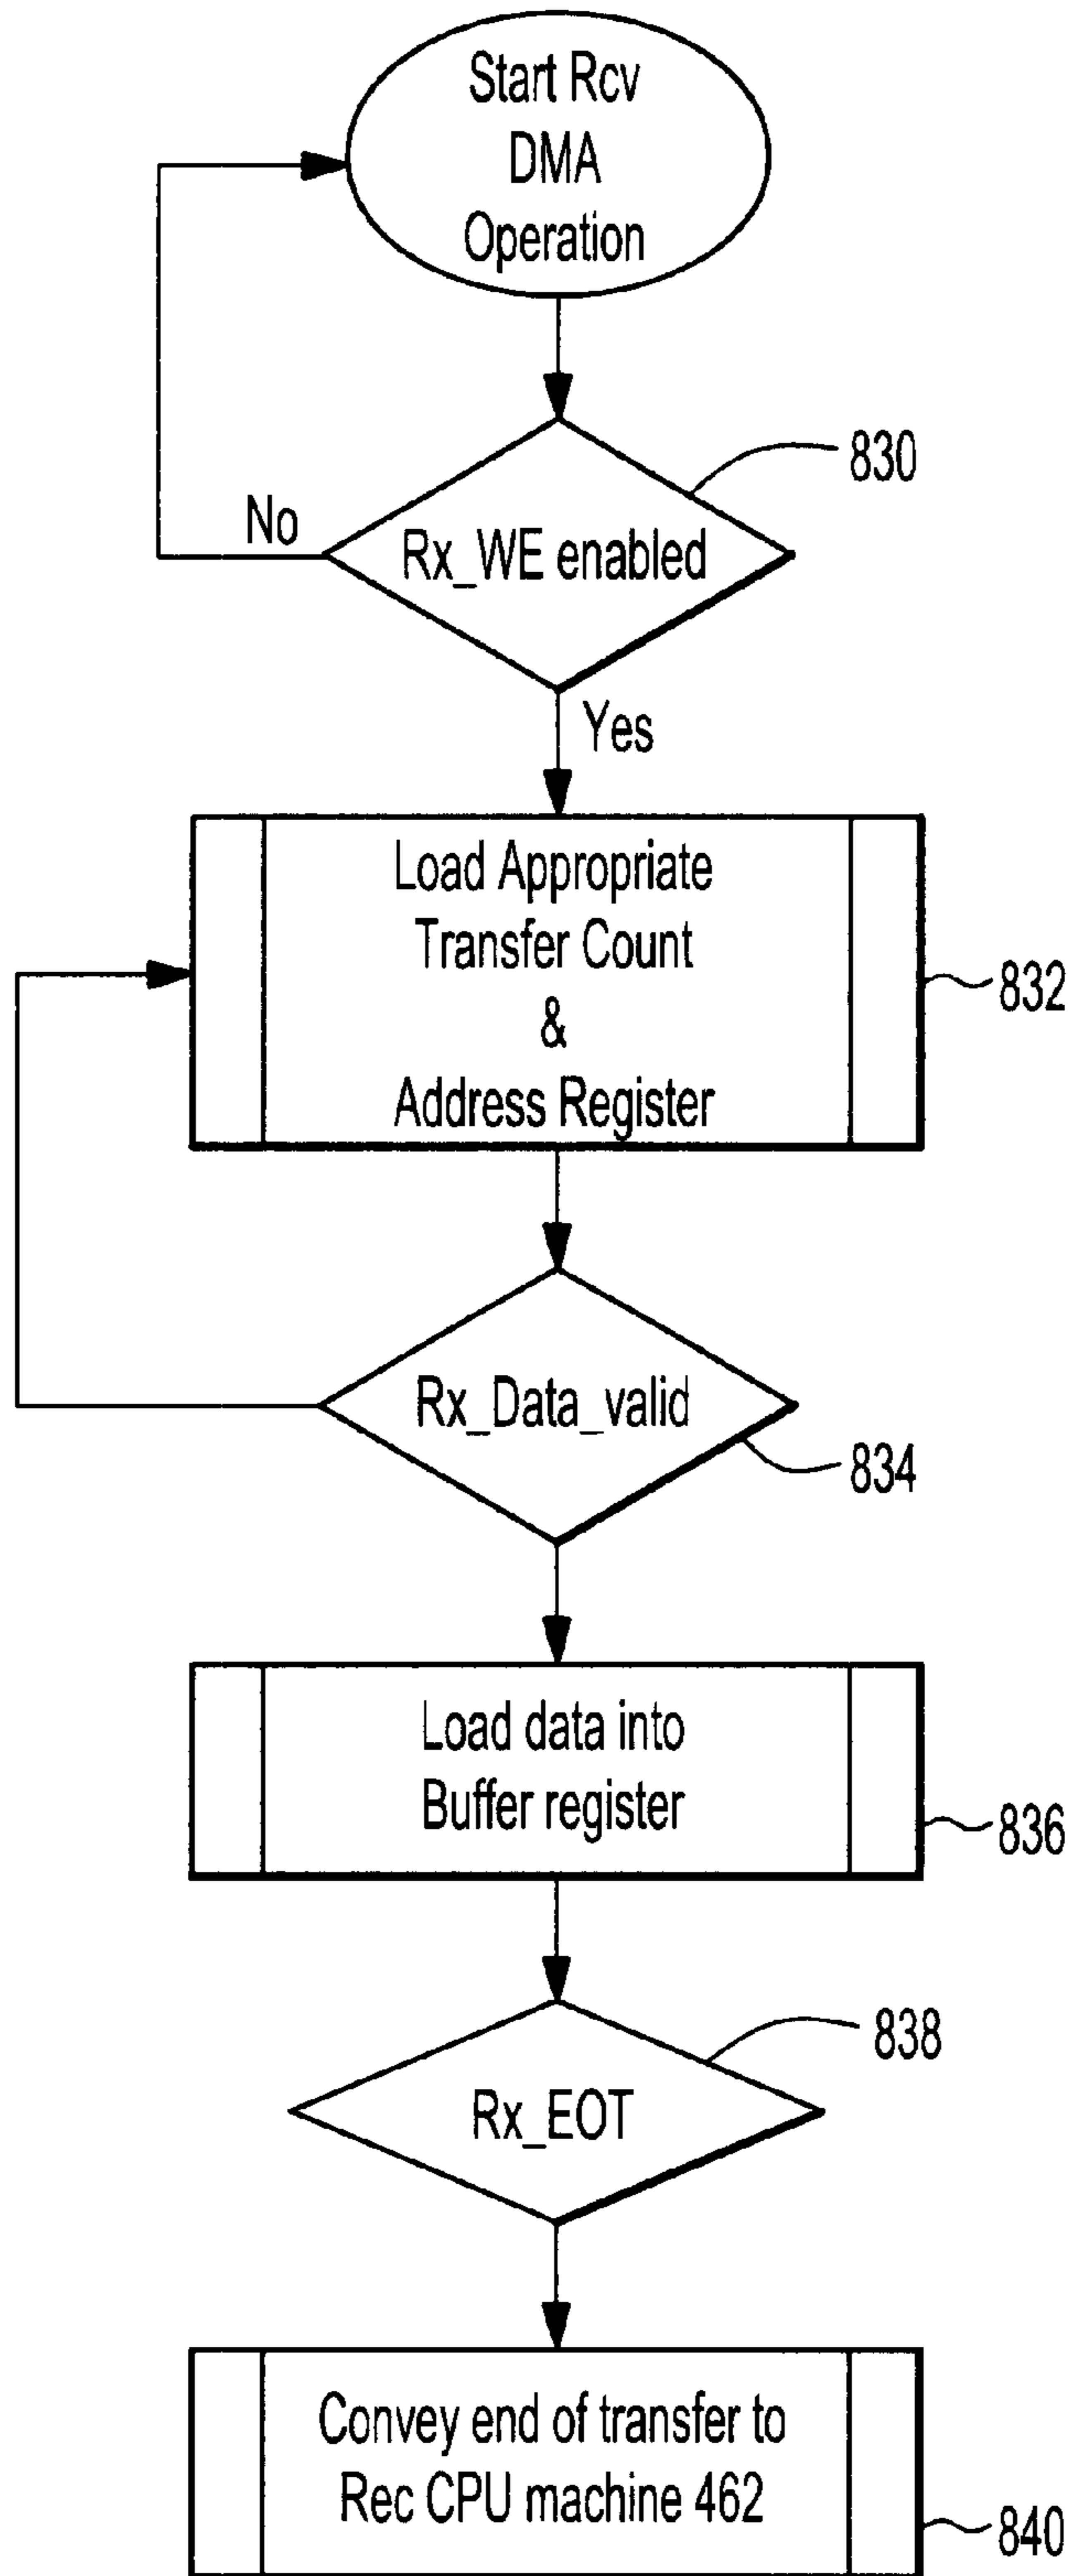 Start Rcv
DMA
Operation
830
No
Rx_WE enabled
Yes
Load Appropriate
Transfer Count
&
Address Register
832
Rx_Data_valid
834
Load data into
Buffer register
836
838
Rx_EOT
Convey end of transfer to
Rec CPU machine 462
840